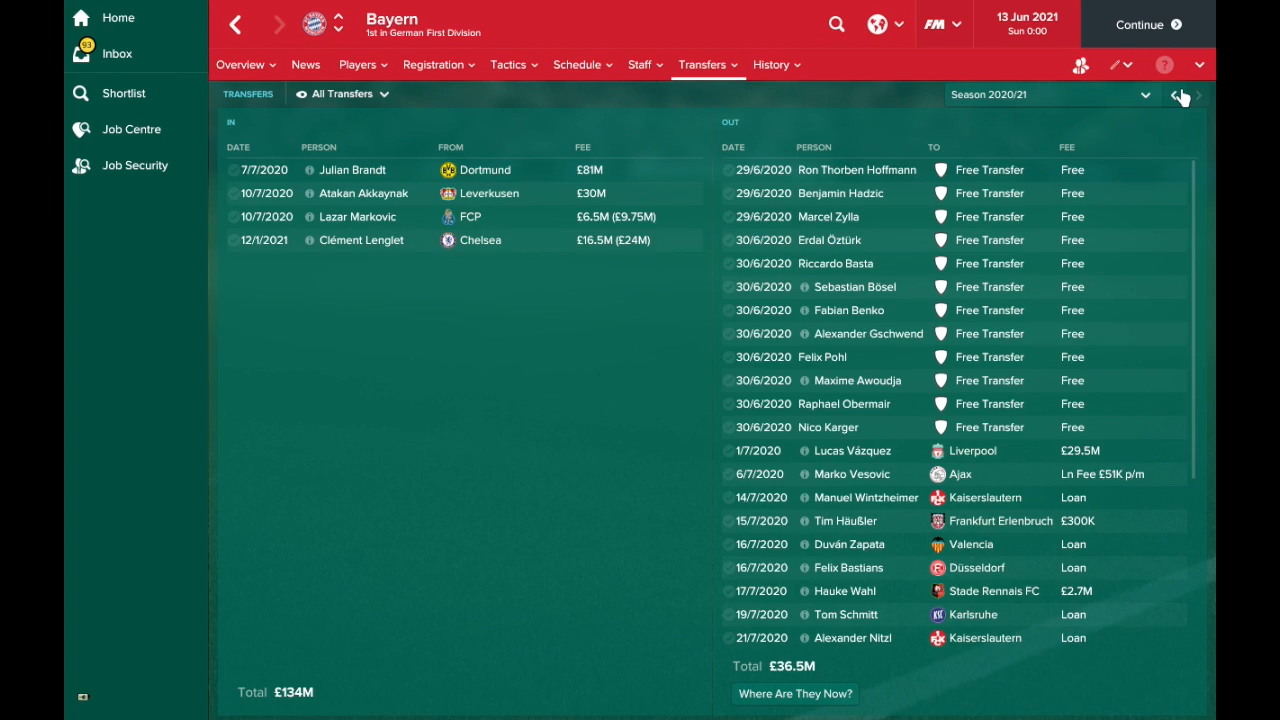 Home
93
Inbox
Shortlist
Job Centre
Job Security
Bayern
1st in German First Division
FM
13 Jun 2021
Sun 0:00
Continue
Overview News Players Registration Tactics Schedule Staff Transfers History
?
TRANSFERS All Transfers Season 2020/21
IN
DATE PERSON FROM FEE
7/7/2020 Julian Brandt Dortmund £81M
10/7/2020 Atakan Akkaynak Leverkusen £30M
10/7/2020 Lazar Markovic FCP £6.5M (£9.75M)
12/1/2021 Clément Lenglet Chelsea £16.5M (£24M)
Total £134M
OUT
DATE PERSON TO FEE
29/6/2020 Ron Thorben Hoffmann Free Transfer Free
29/6/2020 Benjamin Hadzic Free Transfer Free
29/6/2020 Marcel Zylla Free Transfer Free
30/6/2020 Erdal Öztürk Free Transfer Free
30/6/2020 Riccardo Basta Free Transfer Free
30/6/2020 Sebastian Bösel Free Transfer Free
30/6/2020 Fabian Benko Free Transfer Free
30/6/2020 Alexander Gschwend Free Transfer Free
30/6/2020 Felix Pohl Free Transfer Free
30/6/2020 Maxime Awoudja Free Transfer Free
30/6/2020 Raphael Obermair Free Transfer Free
30/6/2020 Nico Karger Free Transfer Free
1/7/2020 Lucas Vázquez Liverpool £29.5M
6/7/2020 Marko Vesovic Ajax Ln Fee £51K p/m
14/7/2020 Manuel Wintzheimer Kaiserslautern Loan
15/7/2020 Tim Häußler Frankfurt Erlenbruch £300K
16/7/2020 Duván Zapata Valencia Loan
16/7/2020 Felix Bastians Düsseldorf Loan
17/7/2020 Hauke Wahl Stade Rennais FC £2.7M
19/7/2020 Tom Schmitt Karlsruhe Loan
21/7/2020 Alexander Nitzl Kaiserslautern Loan
Total £36.5M
Where Are They Now?